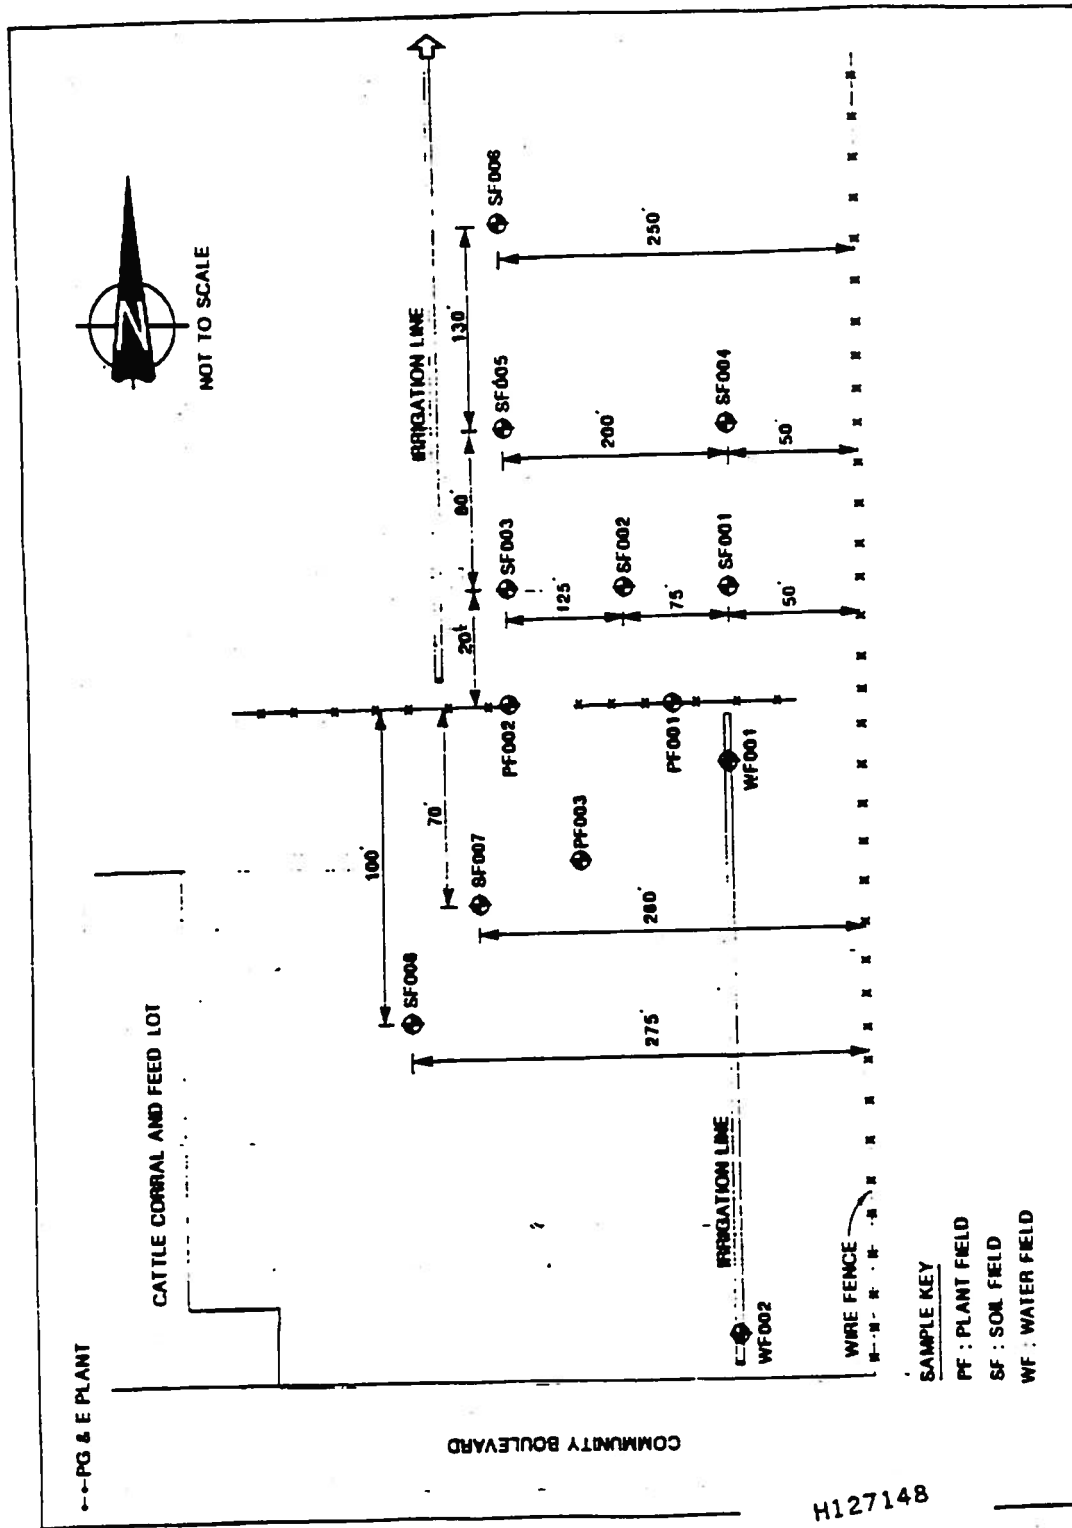 ←PG & E PLANT
CATTLE CORRAL AND FEED LOT
NOT TO SCALE
N
IRRIGATION LINE
100'
70'
20'
80'
130'
SF008
SF007
PF002
SF003
SF005
SF006
PF003
125'
SF002
200'
250'
260'
275'
PF001
75'
SF001
SF004
WF001
50'
50'
IRRIGATION LINE
WF002
WIRE FENCE
COMMUNITY BOULEVARD
SAMPLE KEY
PF : PLANT FIELD
SF : SOIL FIELD
WF : WATER FIELD
H127148